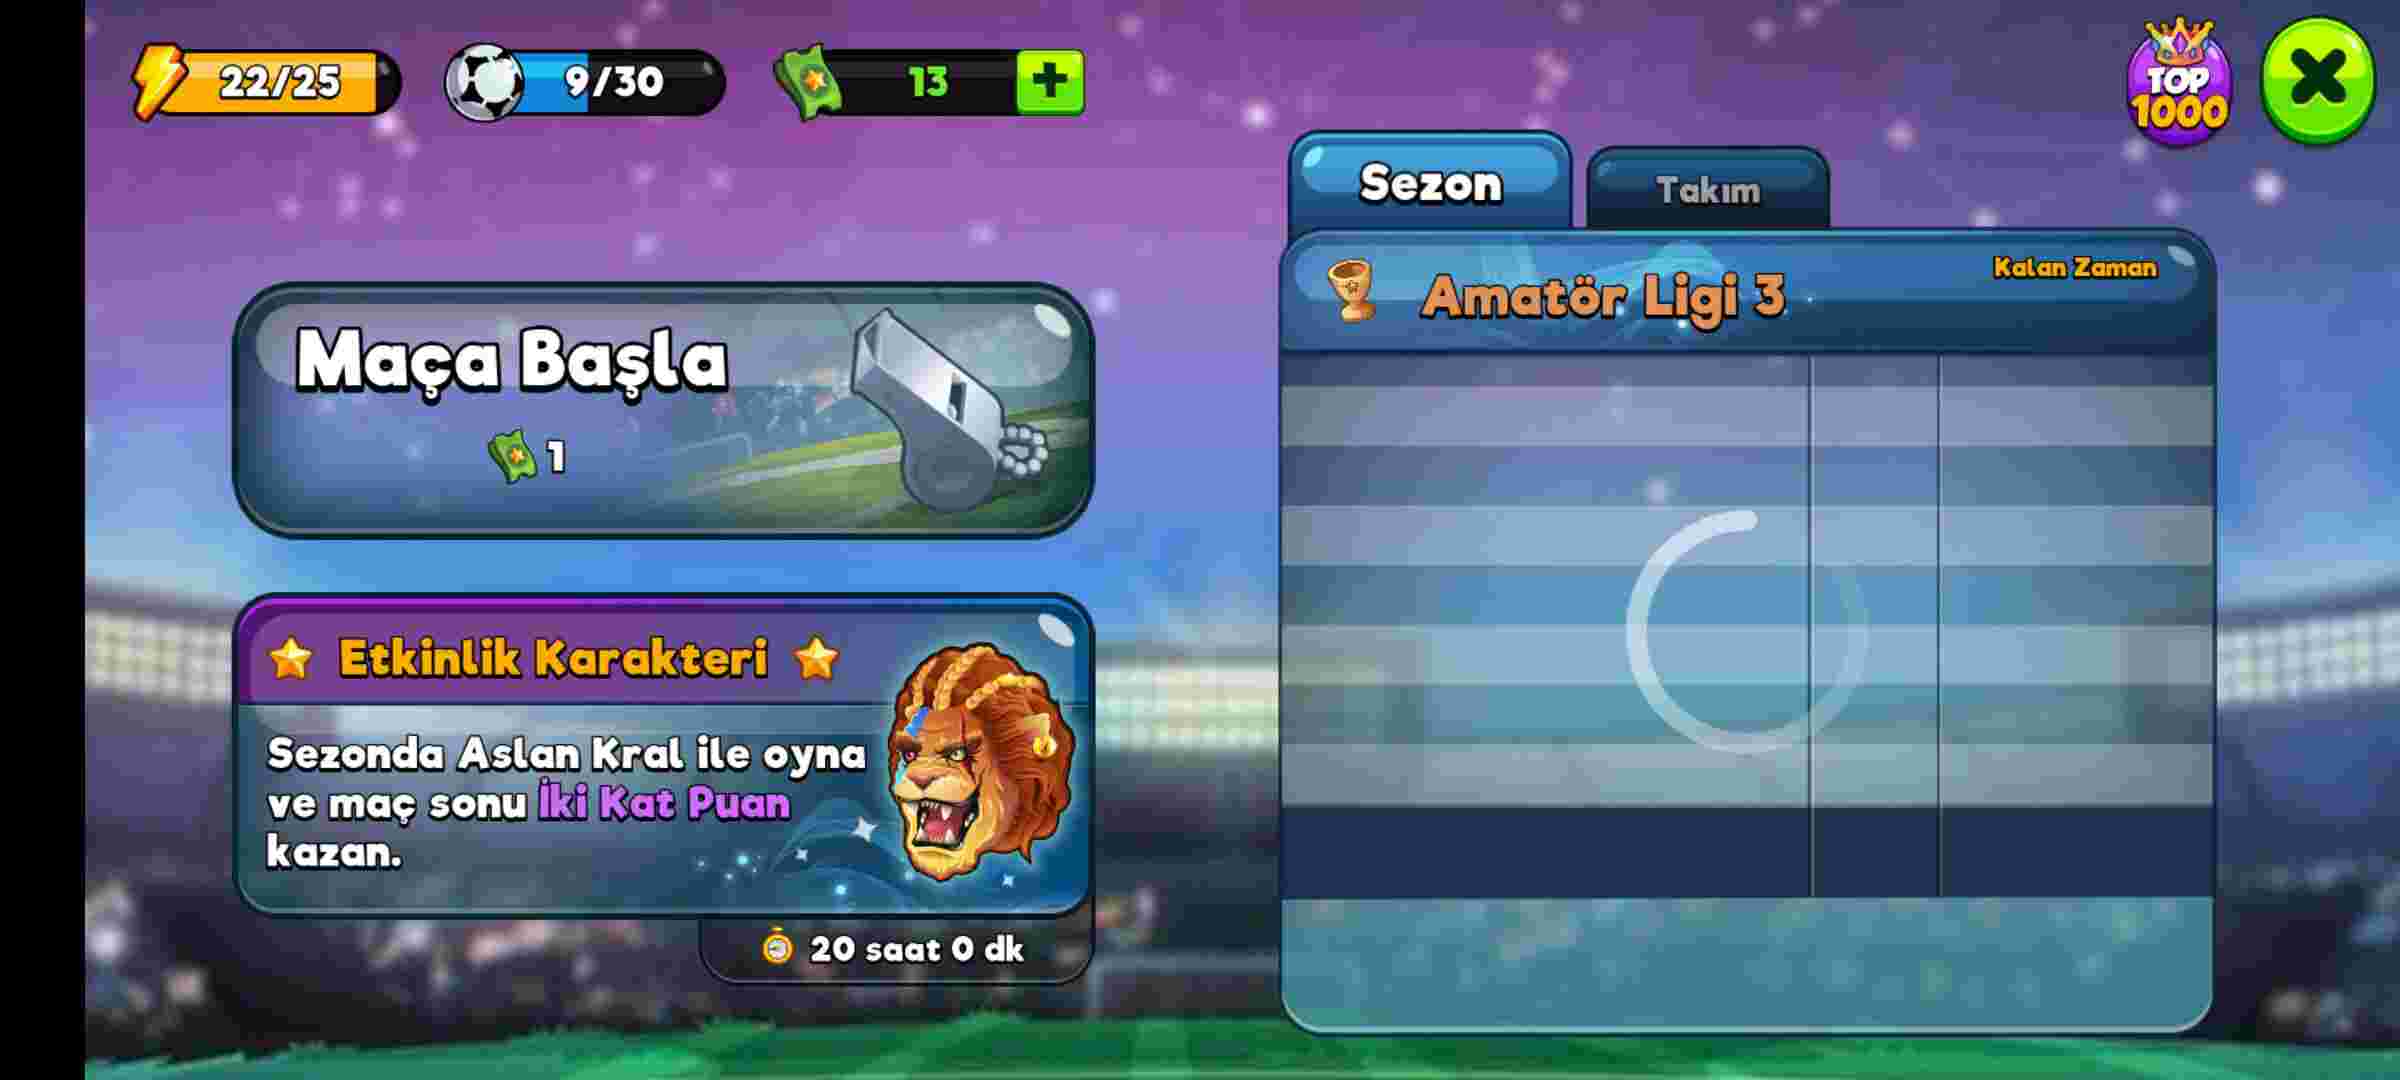 22/25
9/30
13
TOP
1000
Sezon
Takım
Amatör Ligi 3
Kalan Zaman
Maça Başla
1
Etkinlik Karakteri
Sezonda Aslan Kral ile oyna
ve maç sonu İki Kat Puan
kazan.
20 saat 0 dk